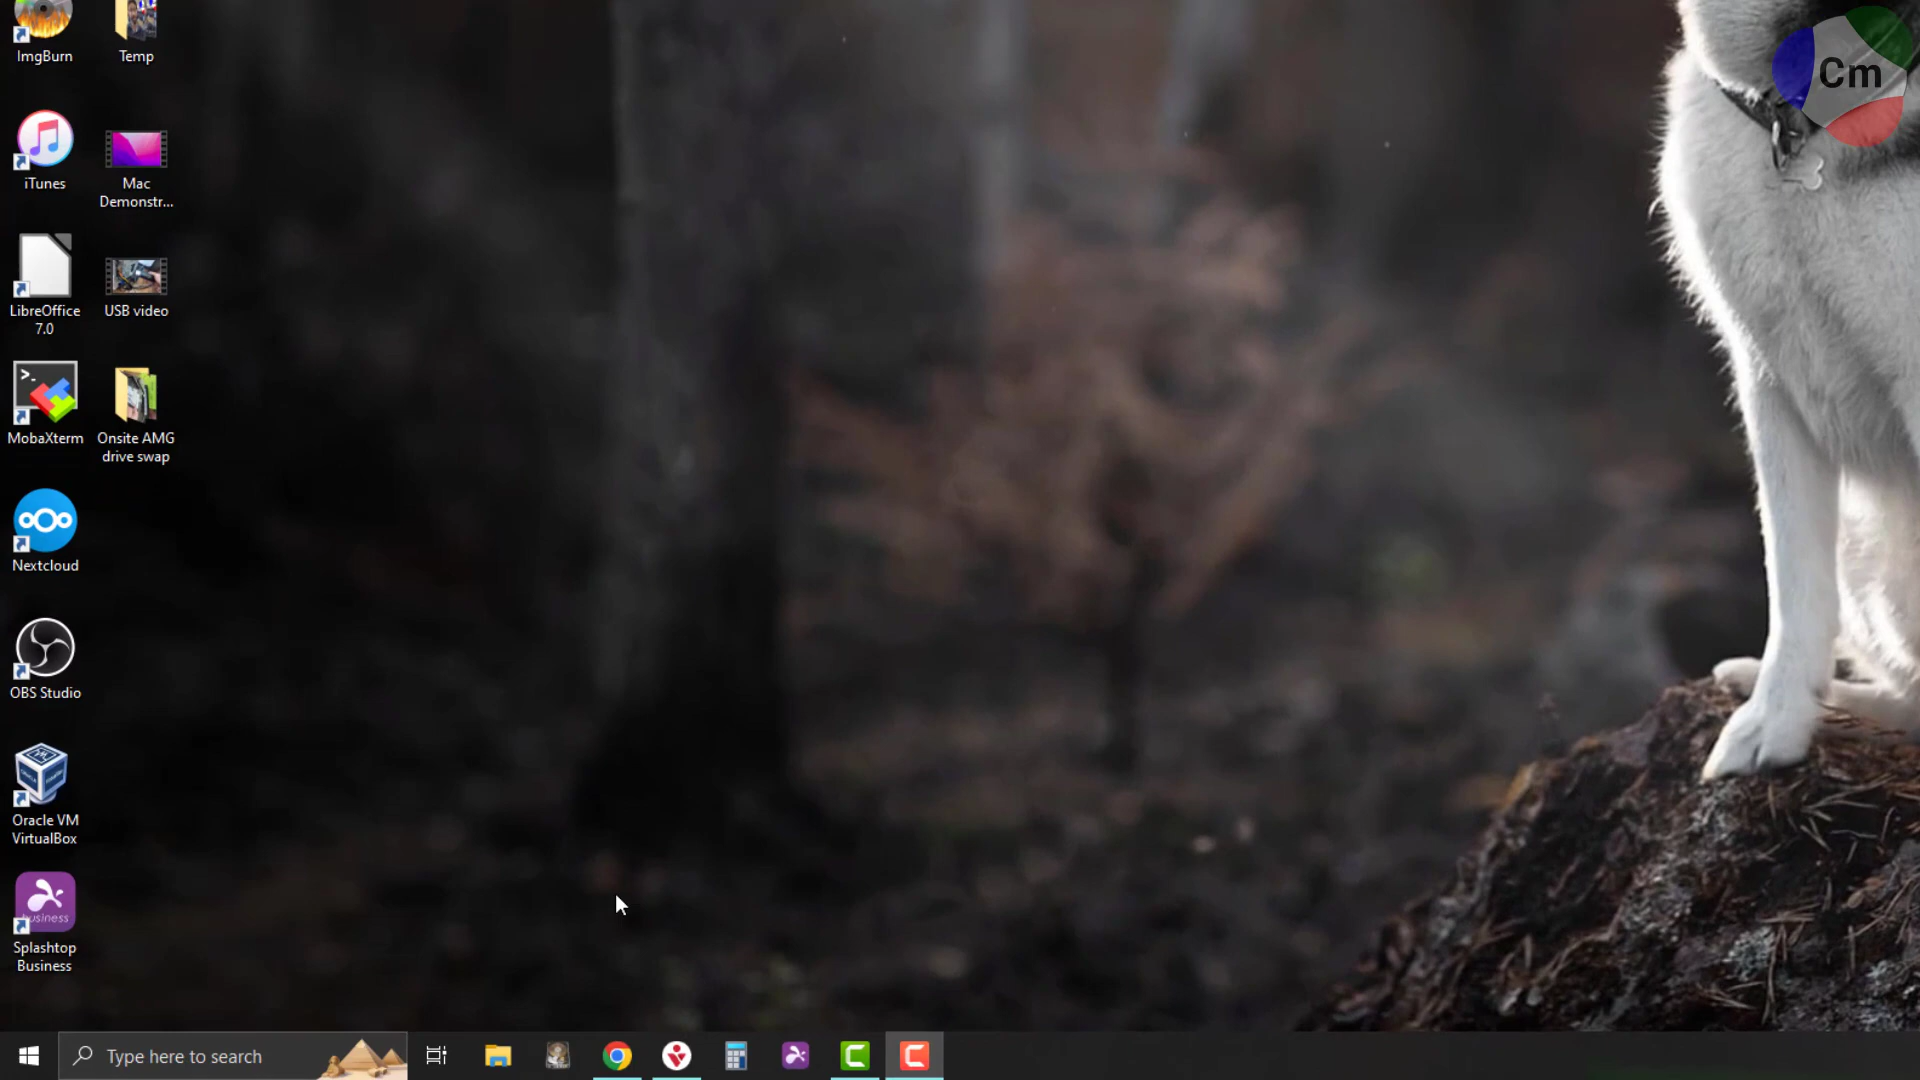 ImgBurn
Temp
Cm
iTunes
Mac
Demonstr...
LibreOffice
7.0
USB video
>_
MobaXterm
Onsite AMG
drive swap
Nextcloud
OBS Studio
Oracle VM
VirtualBox
business
Splashtop
Business
Type here to search